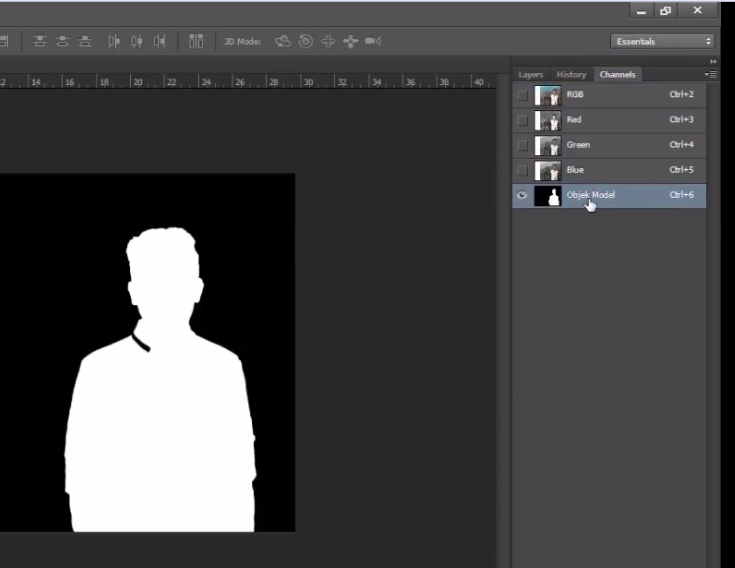 3D Mode:
Essentials
12 14 16 18 20 22 24 26 28 30 32 34 36 38 40
Layers History Channels
RGB Ctrl+2
Red Ctrl+3
Green Ctrl+4
Blue Ctrl+5
Objek Model Ctrl+6